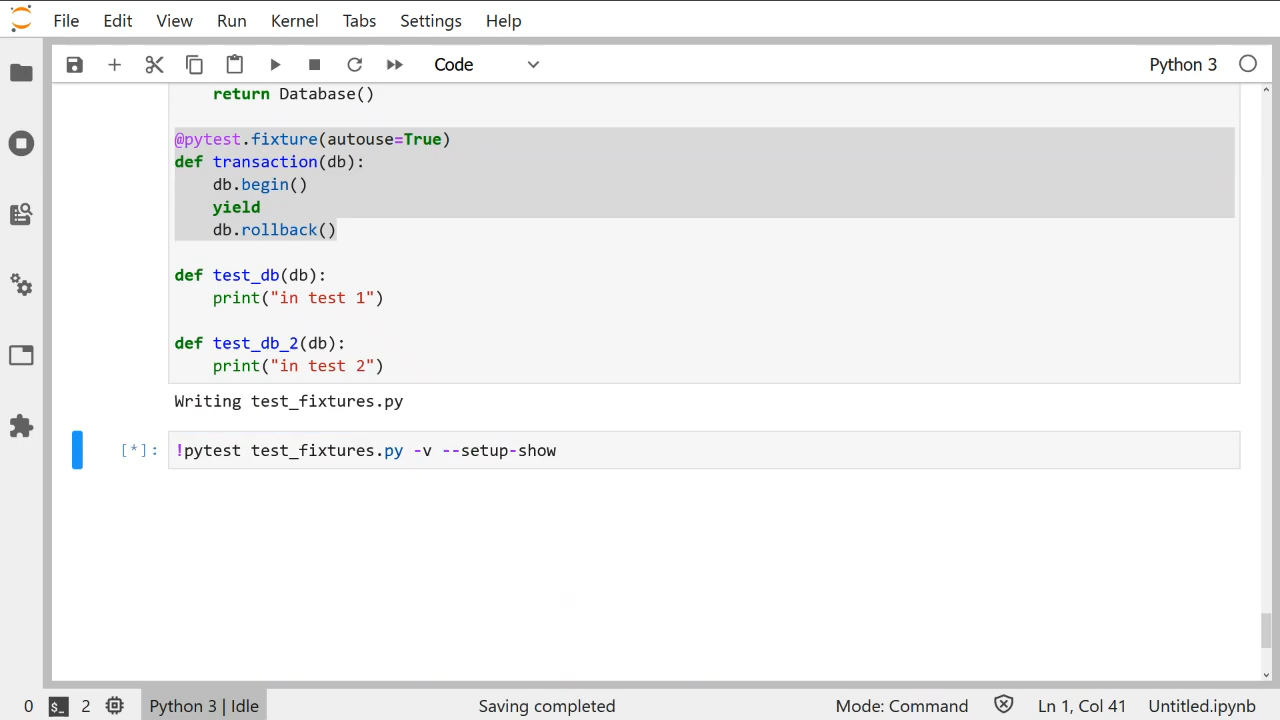 File Edit View Run Kernel Tabs Settings Help
Code
Python 3
return Database()
@pytest.fixture(autouse=True)
def transaction(db):
db.begin()
yield
db.rollback()
def test_db(db):
print("in test 1")
def test_db_2(db):
print("in test 2")
Writing test_fixtures.py
[*]: !pytest test_fixtures.py -v --setup-show
0 $_ 2 Python 3 | Idle Saving completed Mode: Command Ln 1, Col 41 Untitled.ipynb